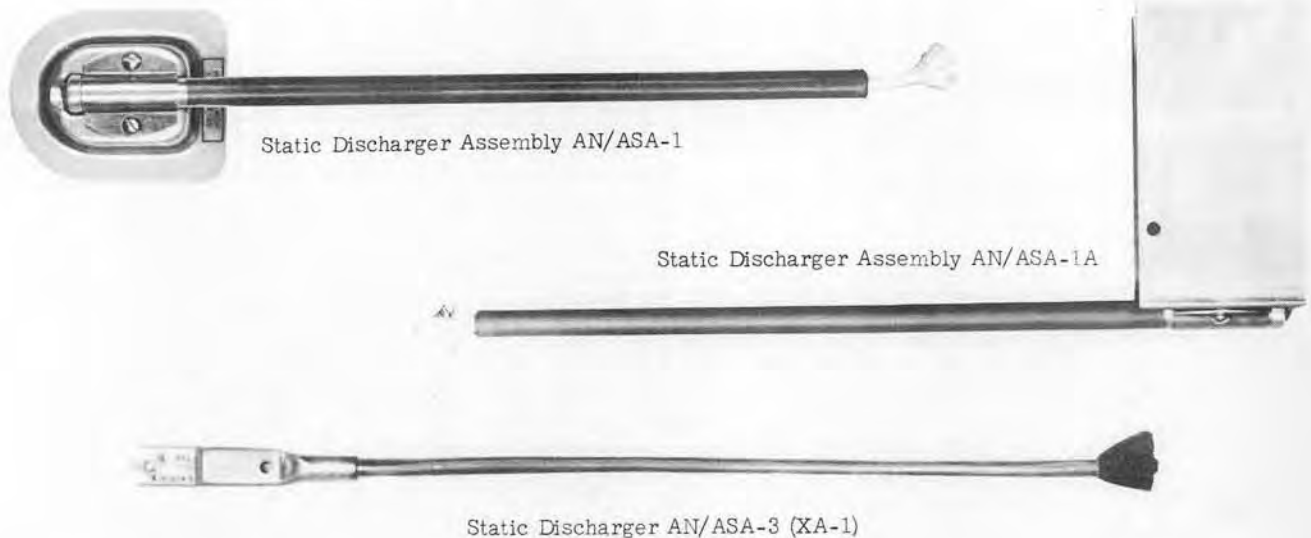 Static Discharger Assembly AN/ASA-1
Static Discharger Assembly AN/ASA-1A
Static Discharger AN/ASA-3 (XA-1)